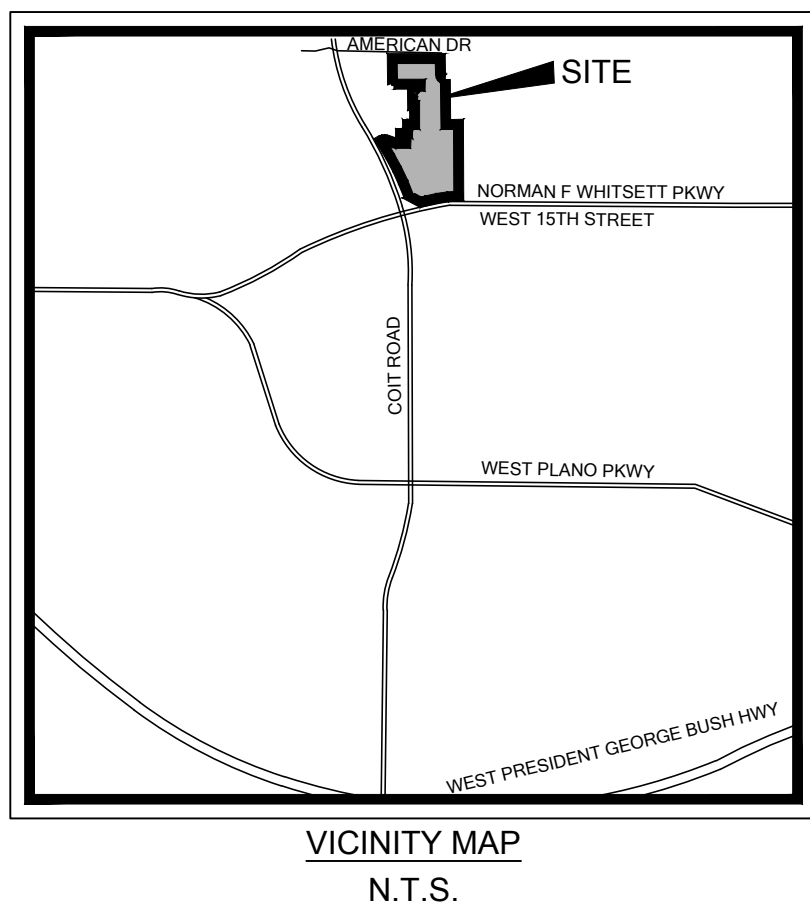 AMERICAN DR
SITE
NORMAN F WHITSETT PKWY
WEST 15TH STREET
COIT ROAD
WEST PLANO PKWY
WEST PRESIDENT GEORGE BUSH HWY
VICINITY MAP
N.T.S.